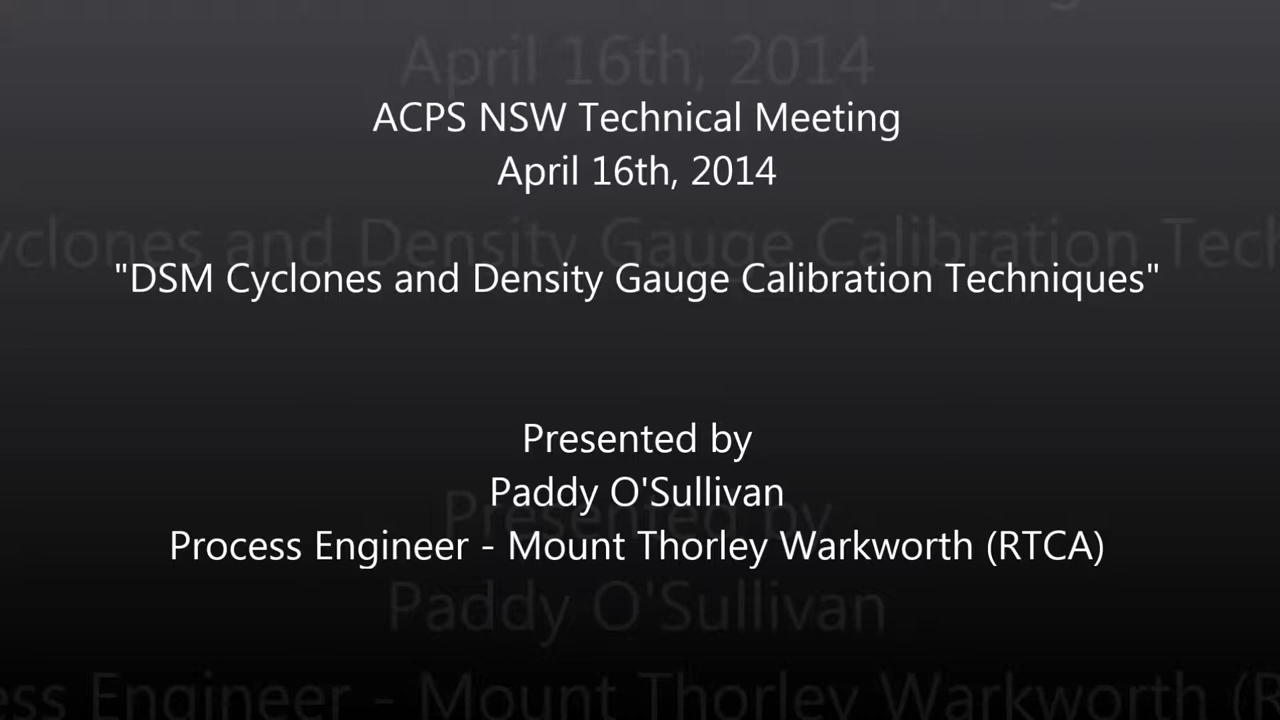 ACPS NSW Technical Meeting
April 16th, 2014
"DSM Cyclones and Density Gauge Calibration Techniques"
Presented by
Paddy O'Sullivan
Process Engineer - Mount Thorley Warkworth (RTCA)